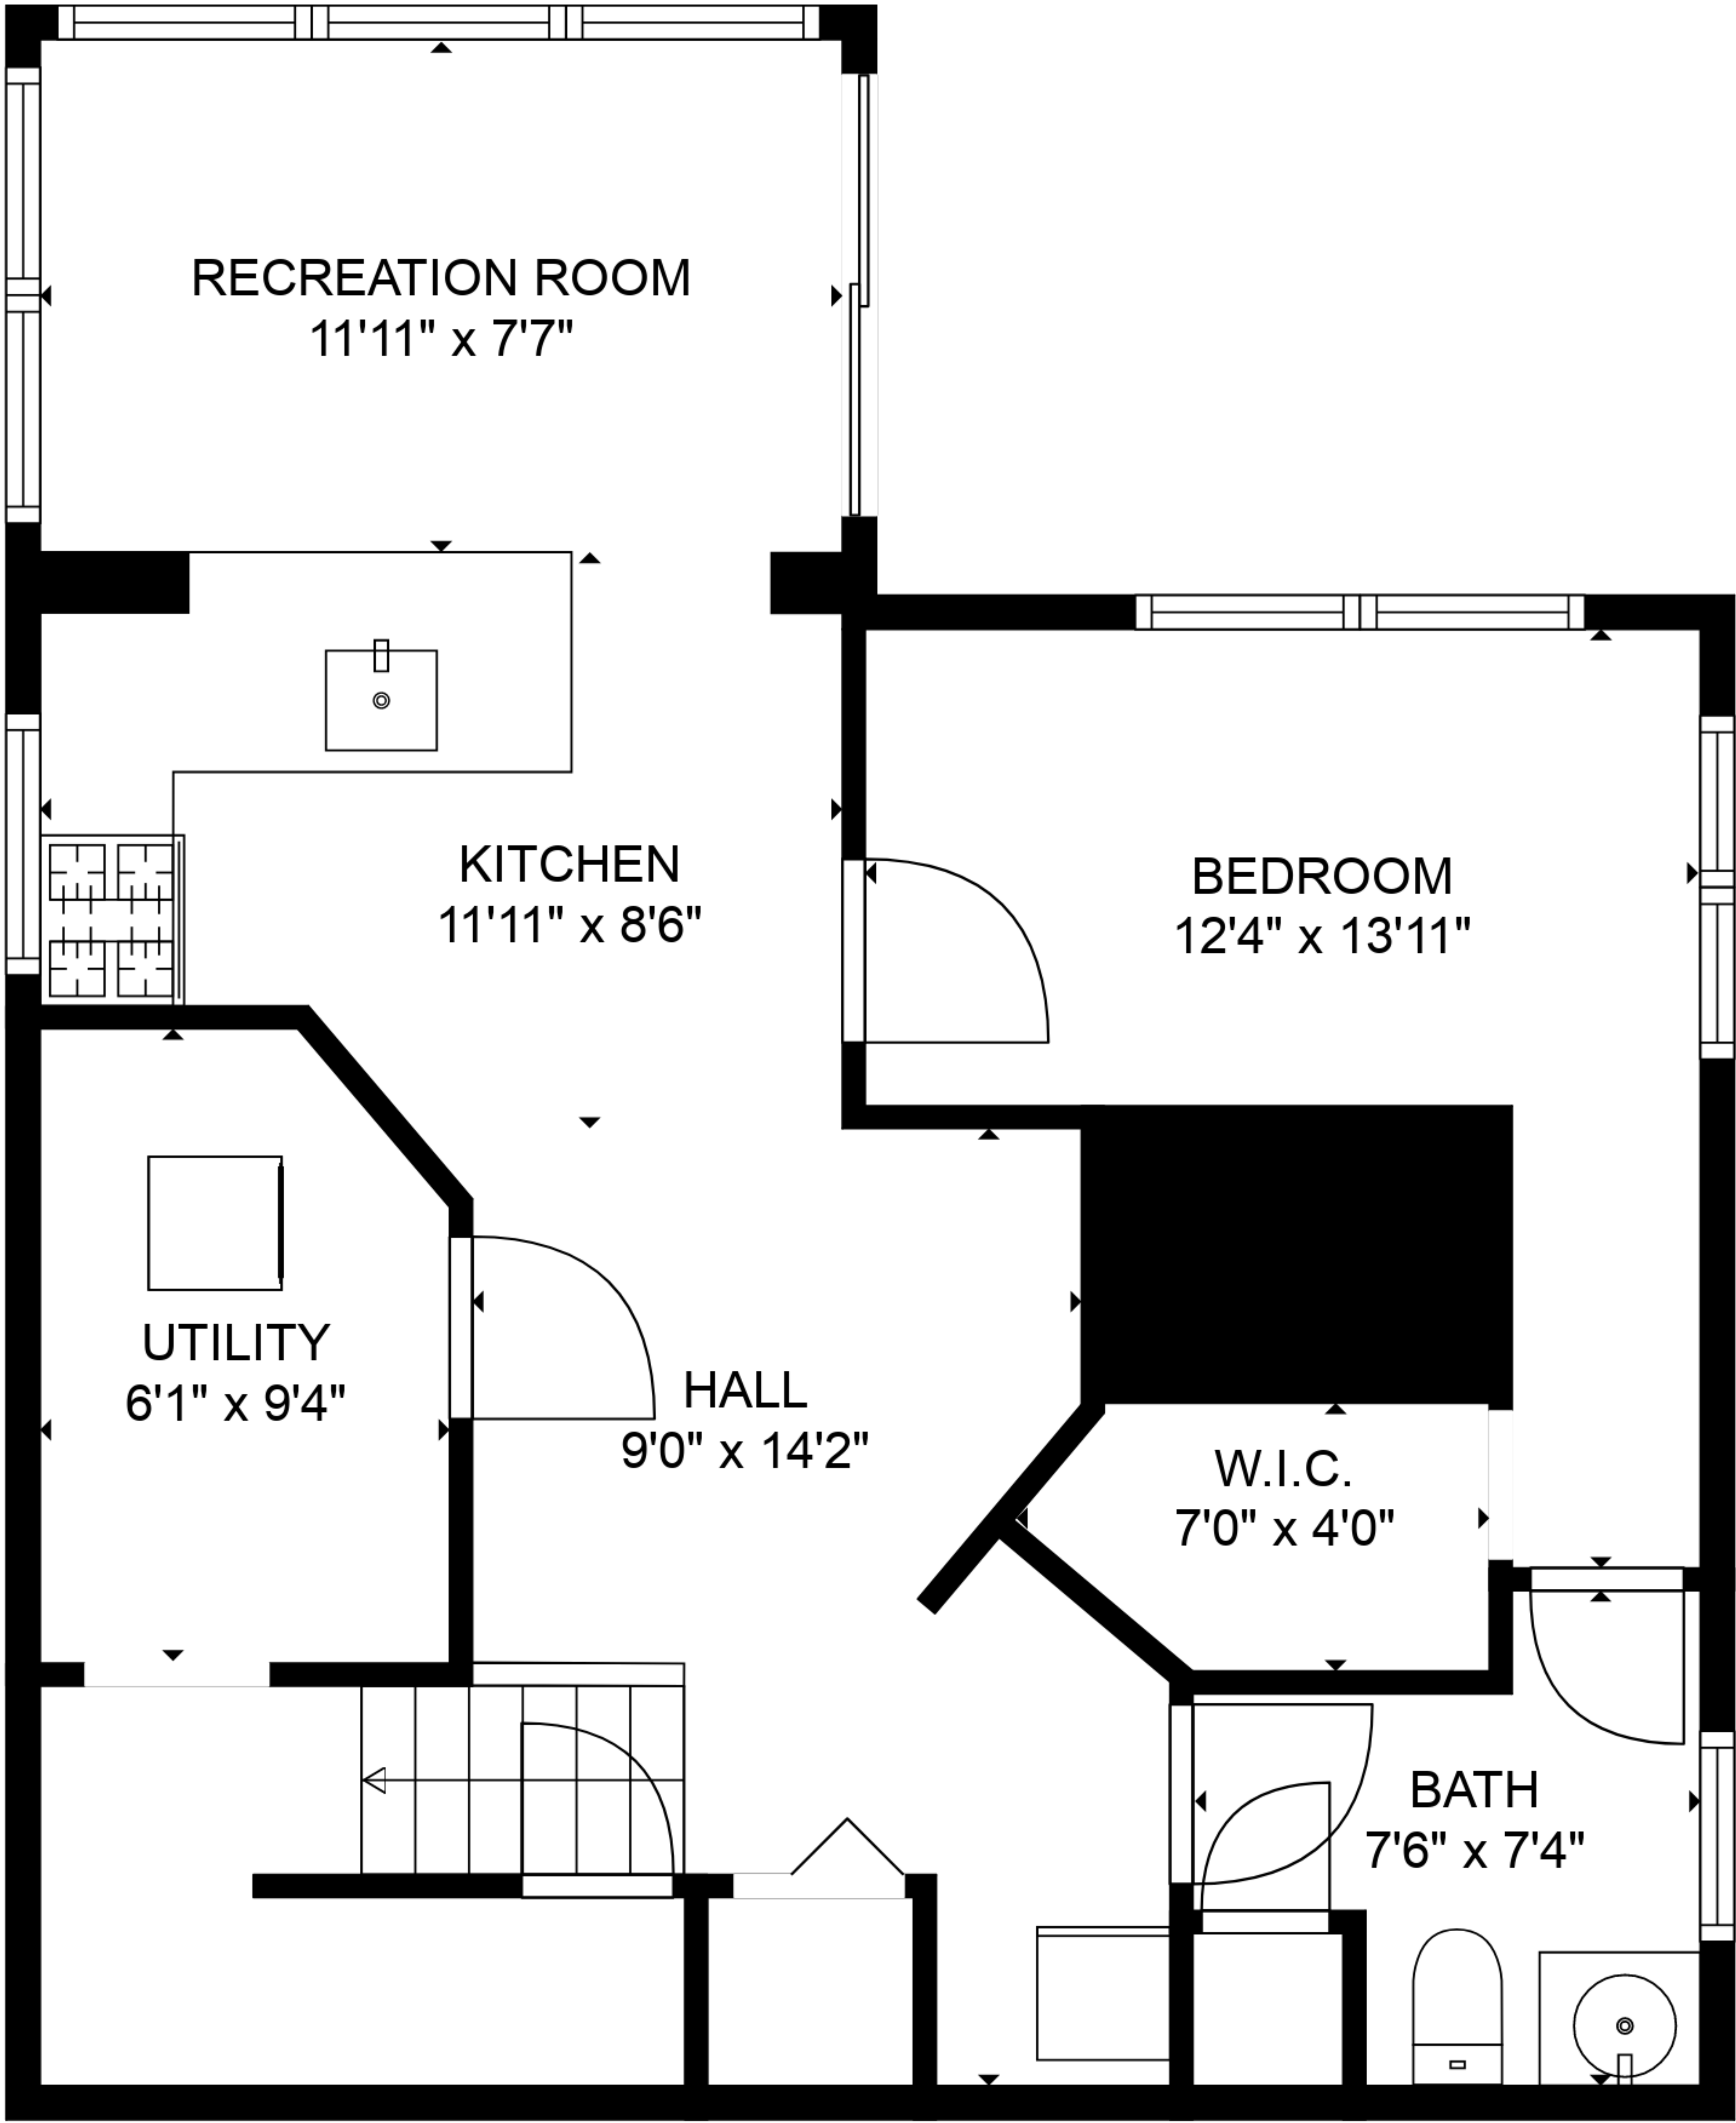 RECREATION ROOM
11'11" x 7'7"
KITCHEN
11'11" x 8'6"
BEDROOM
12'4" x 13'11"
UTILITY
6'1" x 9'4"
HALL
9'0" x 14'2"
W.I.C.
7'0" x 4'0"
BATH
7'6" x 7'4"